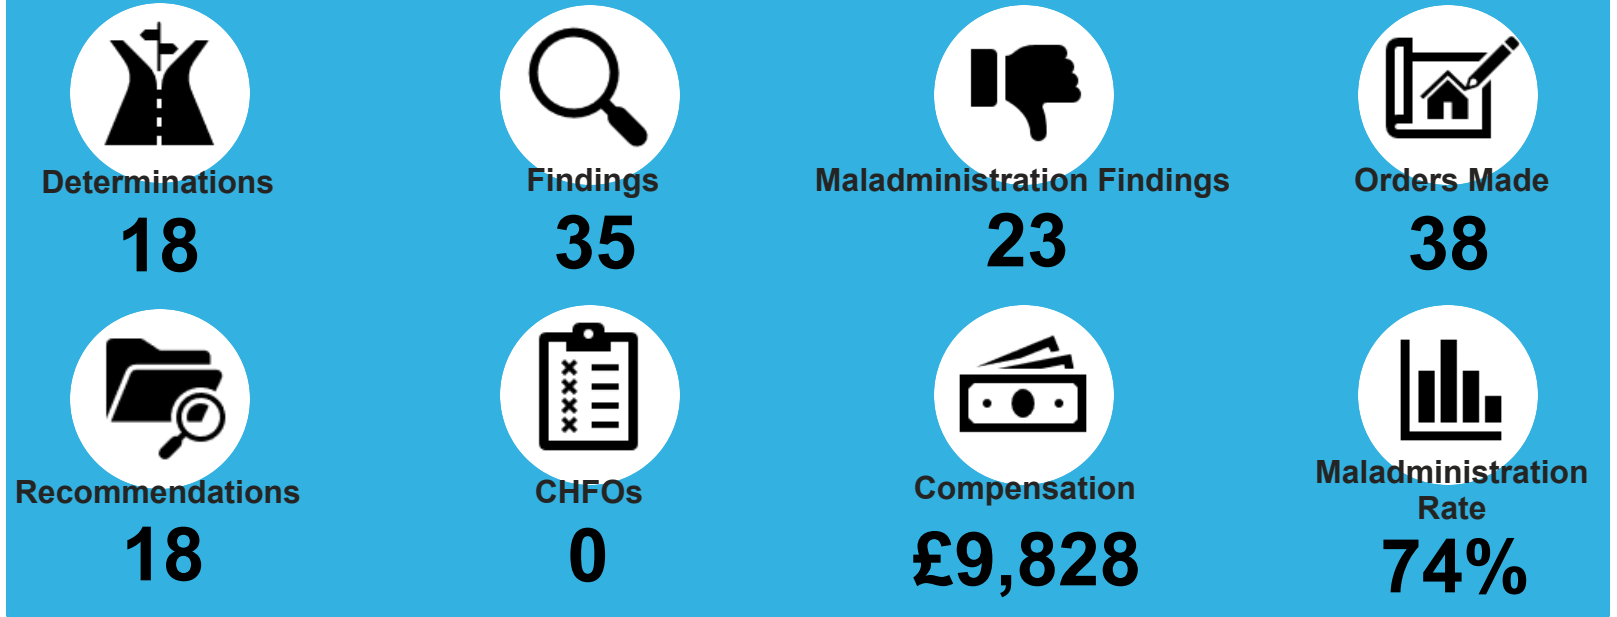 Determinations
18
Findings
35
Maladministration Findings
23
Orders Made
38
Recommendations
18
CHFOs
0
Compensation
£9,828
Maladministration
Rate
74%